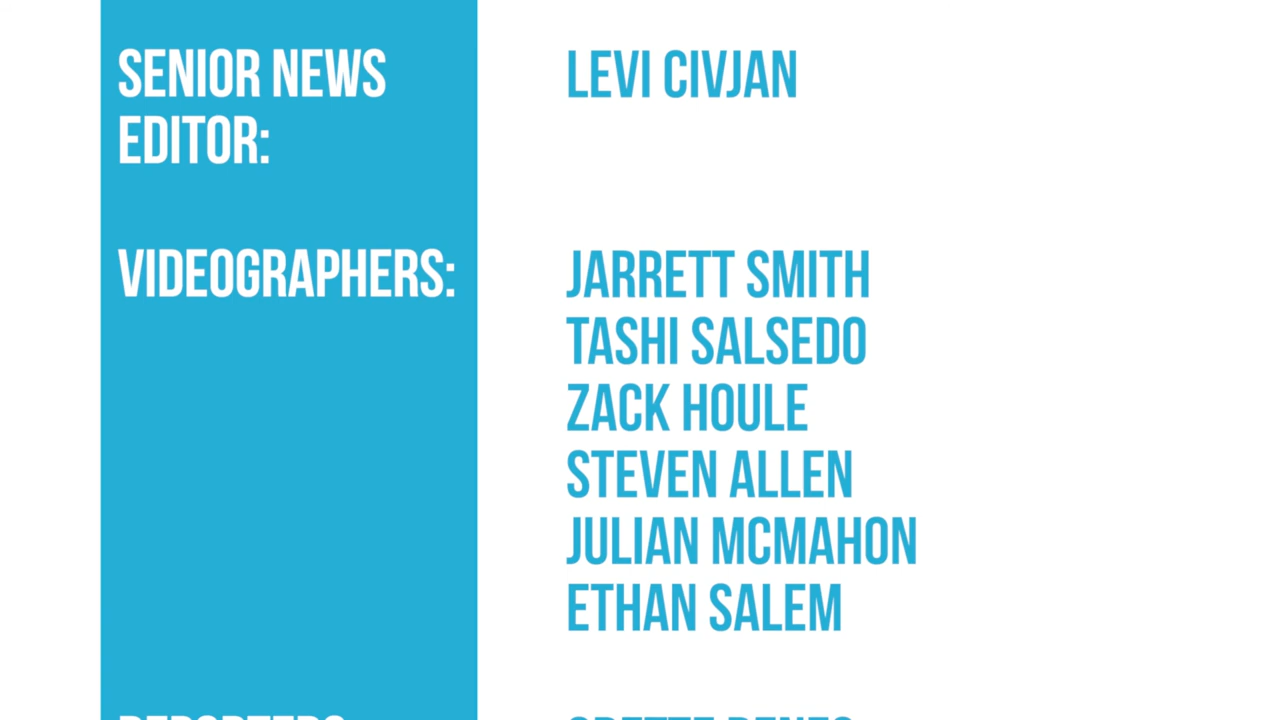 SENIOR NEWS
EDITOR:
LEVI CIVJAN
VIDEOGRAPHERS:
JARRETT SMITH
TASHI SALSEDO
ZACK HOULE
STEVEN ALLEN
JULIAN MCMAHON
ETHAN SALEM